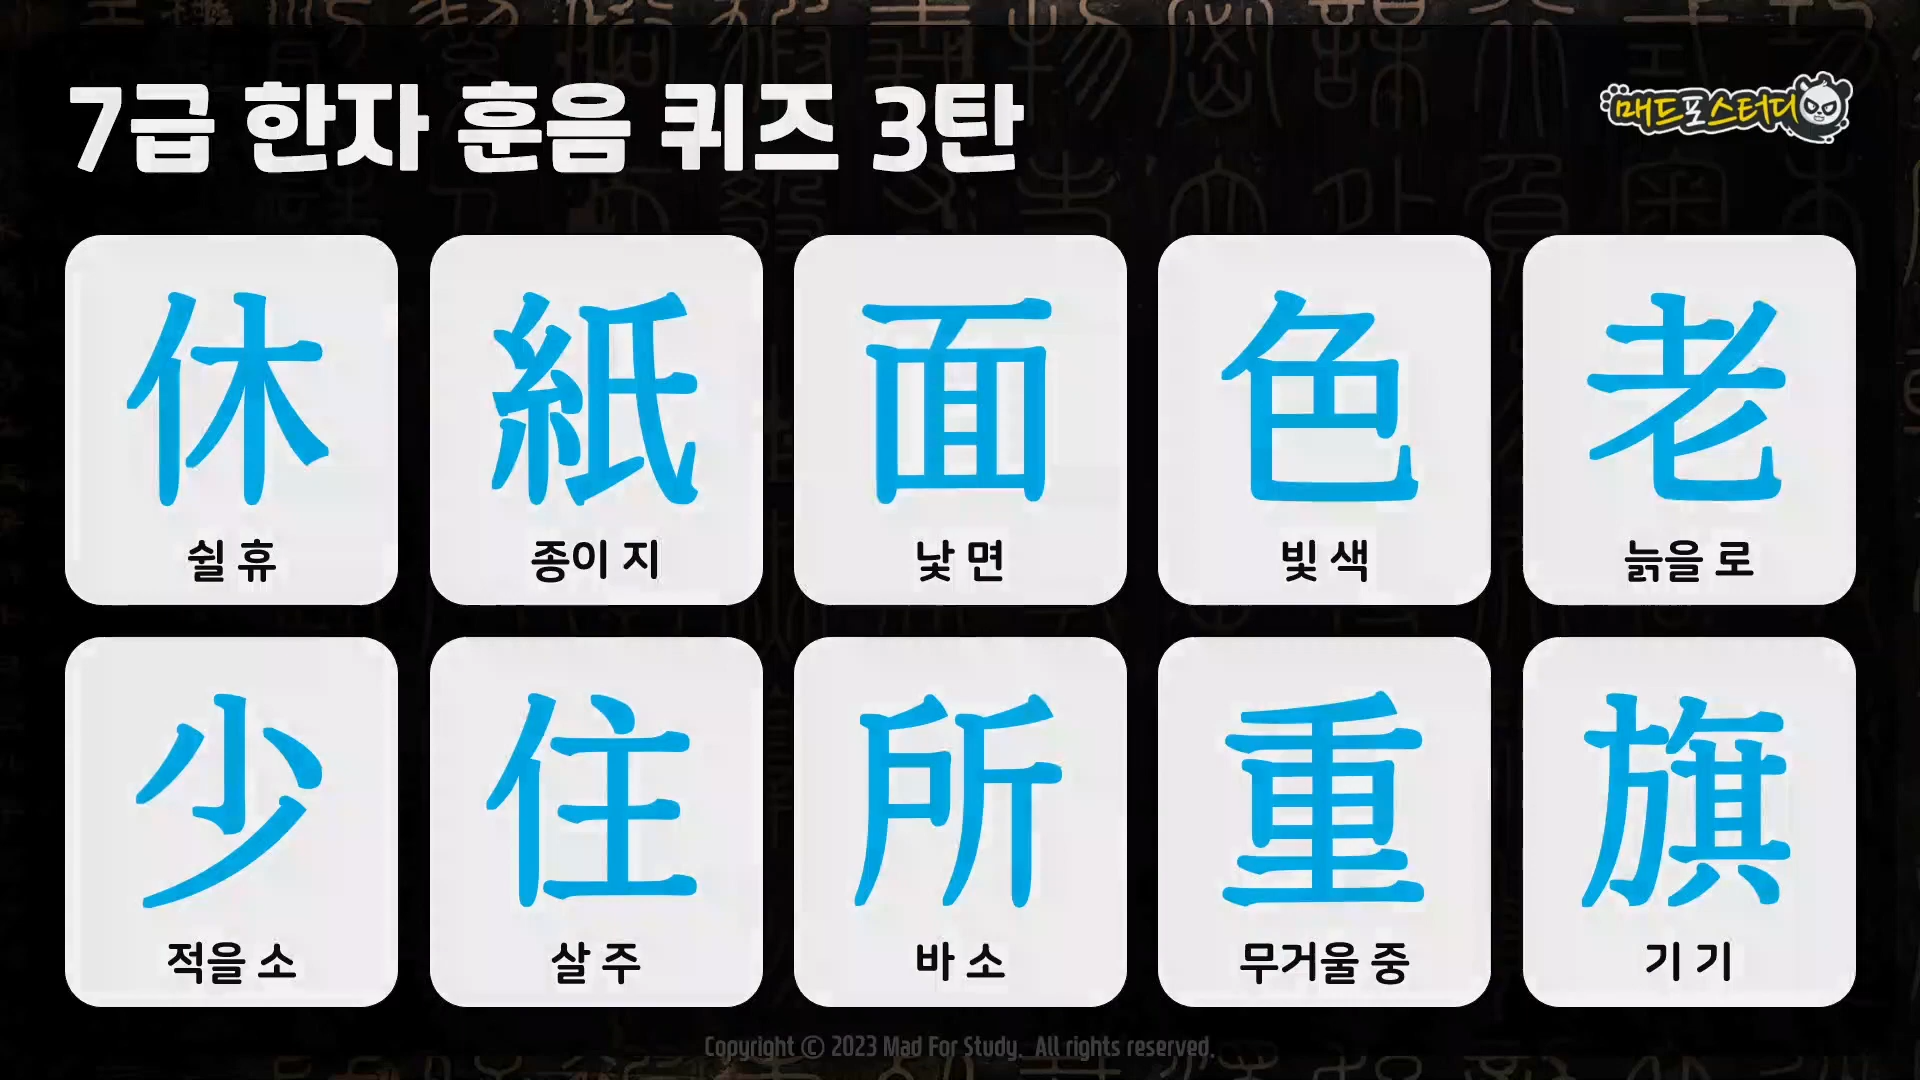 7급 한자 훈음 퀴즈 3탄
매드포스터디
休 紙 面 色 老
쉴 휴 종이 지 낯 면 빛 색 늙을 로
少 住 所 重 旗
적을 소 살 주 바 소 무거울 중 기 기
Copyright © 2023 Mad For Study. All rights reserved.